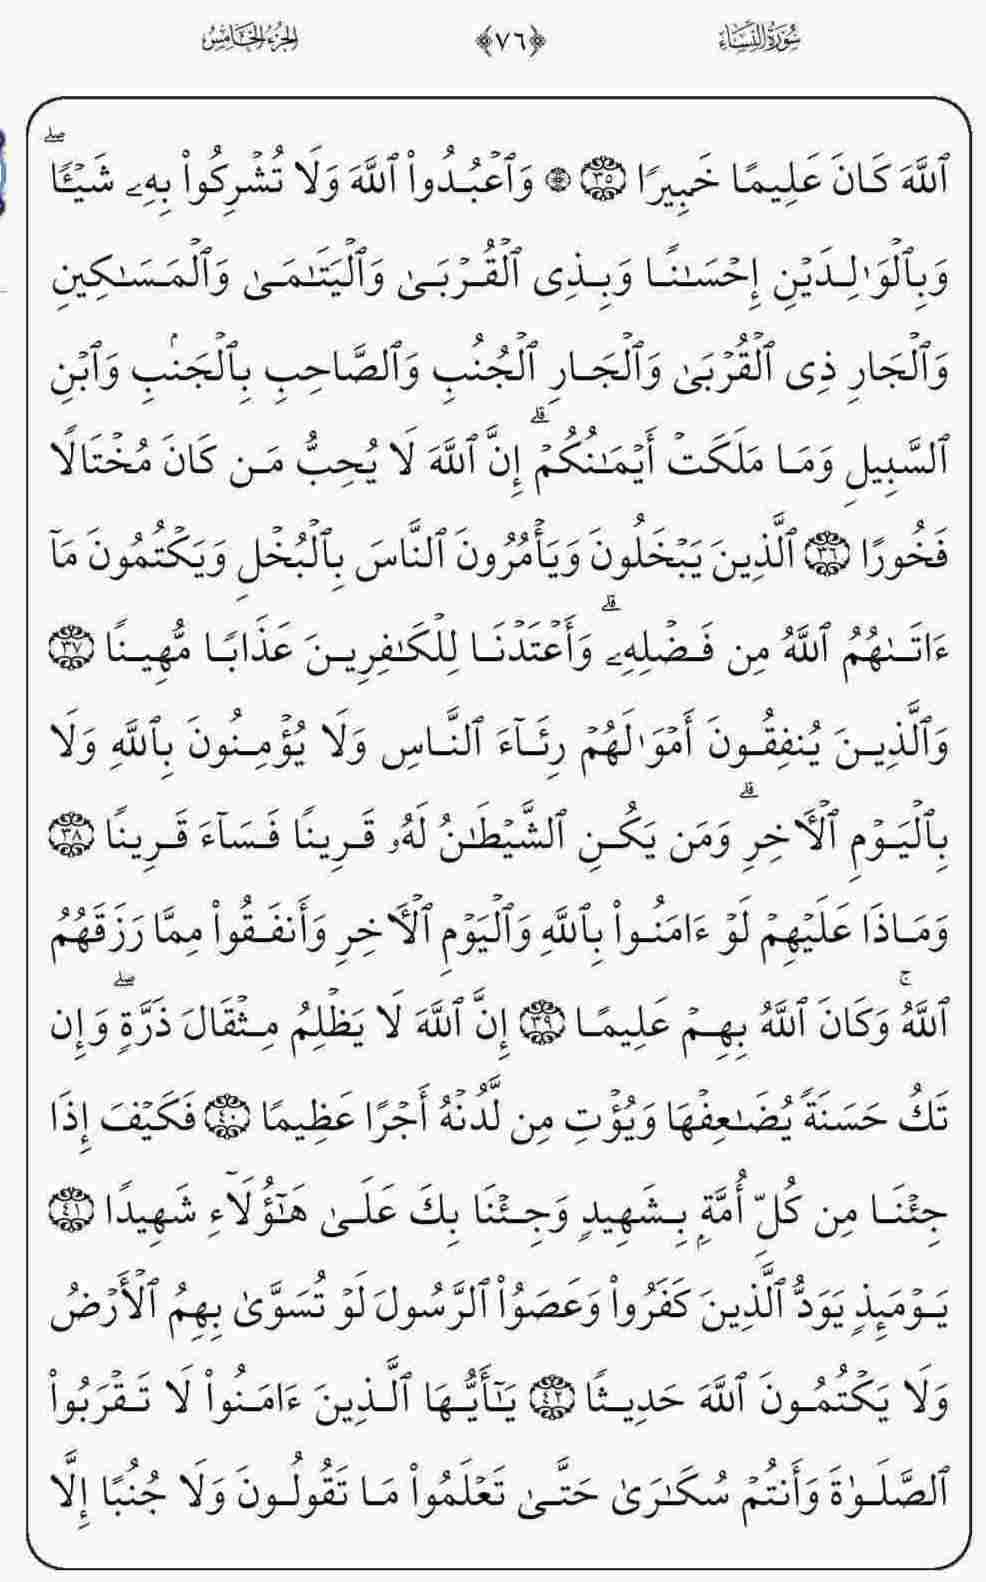 سُورَةُ النِّسَاءِ ﴿٧٦﴾ الجُزْءُ الخَامِسُ
ٱللَّهَ كَانَ عَلِيمًا خَبِيرًا ٣٥ ۞ وَٱعۡبُدُواْ ٱللَّهَ وَلَا تُشۡرِكُواْ بِهِۦ شَيۡـٔٗاۖ
وَبِٱلۡوَٰلِدَيۡنِ إِحۡسَٰنٗا وَبِذِي ٱلۡقُرۡبَىٰ وَٱلۡيَتَٰمَىٰ وَٱلۡمَسَٰكِينِ
وَٱلۡجَارِ ذِي ٱلۡقُرۡبَىٰ وَٱلۡجَارِ ٱلۡجُنُبِ وَٱلصَّاحِبِ بِٱلۡجَنۢبِ وَٱبۡنِ
ٱلسَّبِيلِ وَمَا مَلَكَتۡ أَيۡمَٰنُكُمۡۗ إِنَّ ٱللَّهَ لَا يُحِبُّ مَن كَانَ مُخۡتَالٗا
فَخُورًا ٣٦ ٱلَّذِينَ يَبۡخَلُونَ وَيَأۡمُرُونَ ٱلنَّاسَ بِٱلۡبُخۡلِ وَيَكۡتُمُونَ مَآ
ءَاتَىٰهُمُ ٱللَّهُ مِن فَضۡلِهِۦۗ وَأَعۡتَدۡنَا لِلۡكَٰفِرِينَ عَذَابٗا مُّهِينٗا ٣٧
وَٱلَّذِينَ يُنفِقُونَ أَمۡوَٰلَهُمۡ رِئَآءَ ٱلنَّاسِ وَلَا يُؤۡمِنُونَ بِٱللَّهِ وَلَا
بِٱلۡيَوۡمِ ٱلۡأٓخِرِۗ وَمَن يَكُنِ ٱلشَّيۡطَٰنُ لَهُۥ قَرِينٗا فَسَآءَ قَرِينٗا ٣٨
وَمَاذَا عَلَيۡهِمۡ لَوۡ ءَامَنُواْ بِٱللَّهِ وَٱلۡيَوۡمِ ٱلۡأٓخِرِ وَأَنفَقُواْ مِمَّا رَزَقَهُمُ
ٱللَّهُۚ وَكَانَ ٱللَّهُ بِهِمۡ عَلِيمًا ٣٩ إِنَّ ٱللَّهَ لَا يَظۡلِمُ مِثۡقَالَ ذَرَّةٖۖ وَإِن
تَكُ حَسَنَةٗ يُضَٰعِفۡهَا وَيُؤۡتِ مِن لَّدُنۡهُ أَجۡرًا عَظِيمٗا ٤٠ فَكَيۡفَ إِذَا
جِئۡنَا مِن كُلِّ أُمَّةِۭ بِشَهِيدٖ وَجِئۡنَا بِكَ عَلَىٰ هَٰٓؤُلَآءِ شَهِيدٗا ٤١
يَوۡمَئِذٖ يَوَدُّ ٱلَّذِينَ كَفَرُواْ وَعَصَوُاْ ٱلرَّسُولَ لَوۡ تُسَوَّىٰ بِهِمُ ٱلۡأَرۡضُ
وَلَا يَكۡتُمُونَ ٱللَّهَ حَدِيثٗا ٤٢ يَٰٓأَيُّهَا ٱلَّذِينَ ءَامَنُواْ لَا تَقۡرَبُواْ
ٱلصَّلَوٰةَ وَأَنتُمۡ سُكَٰرَىٰ حَتَّىٰ تَعۡلَمُواْ مَا تَقُولُونَ وَلَا جُنُبًا إِلَّا